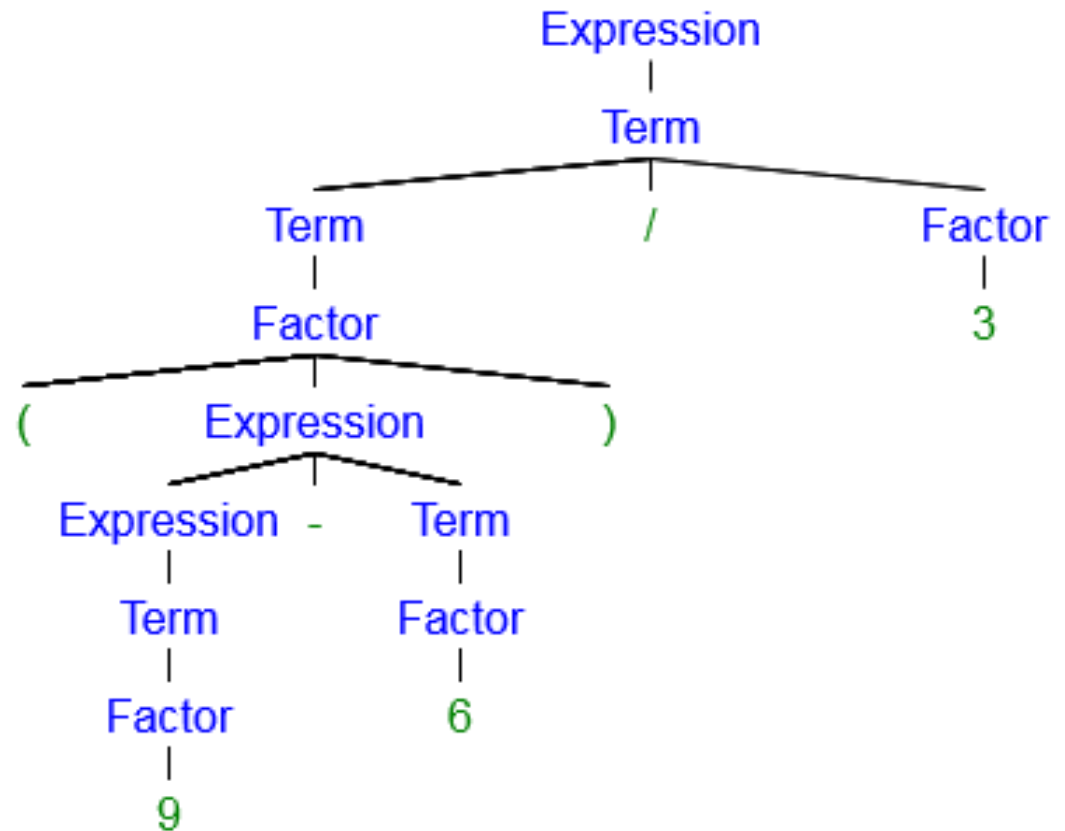 Expression
Term
Term / Factor
Factor 3
( Expression )
Expression - Term
Term Factor
Factor 6
9